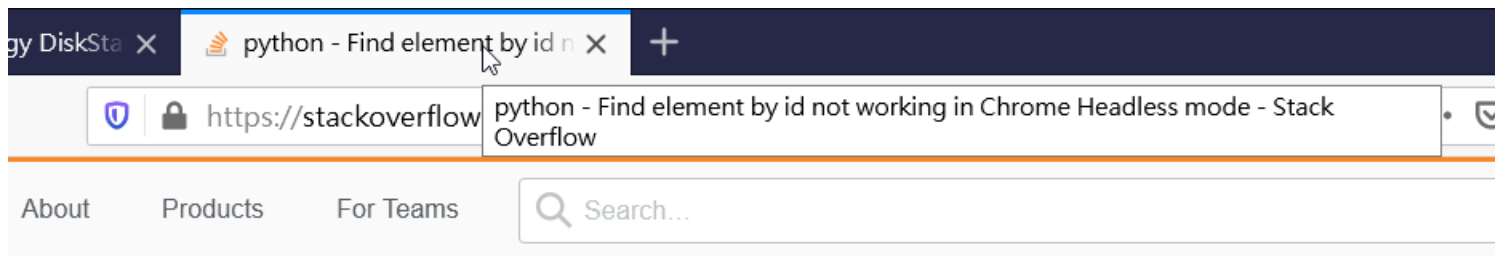 gy DiskSta
python - Find element by id n
https://stackoverflow
python - Find element by id not working in Chrome Headless mode - Stack
Overflow
About Products For Teams Search...